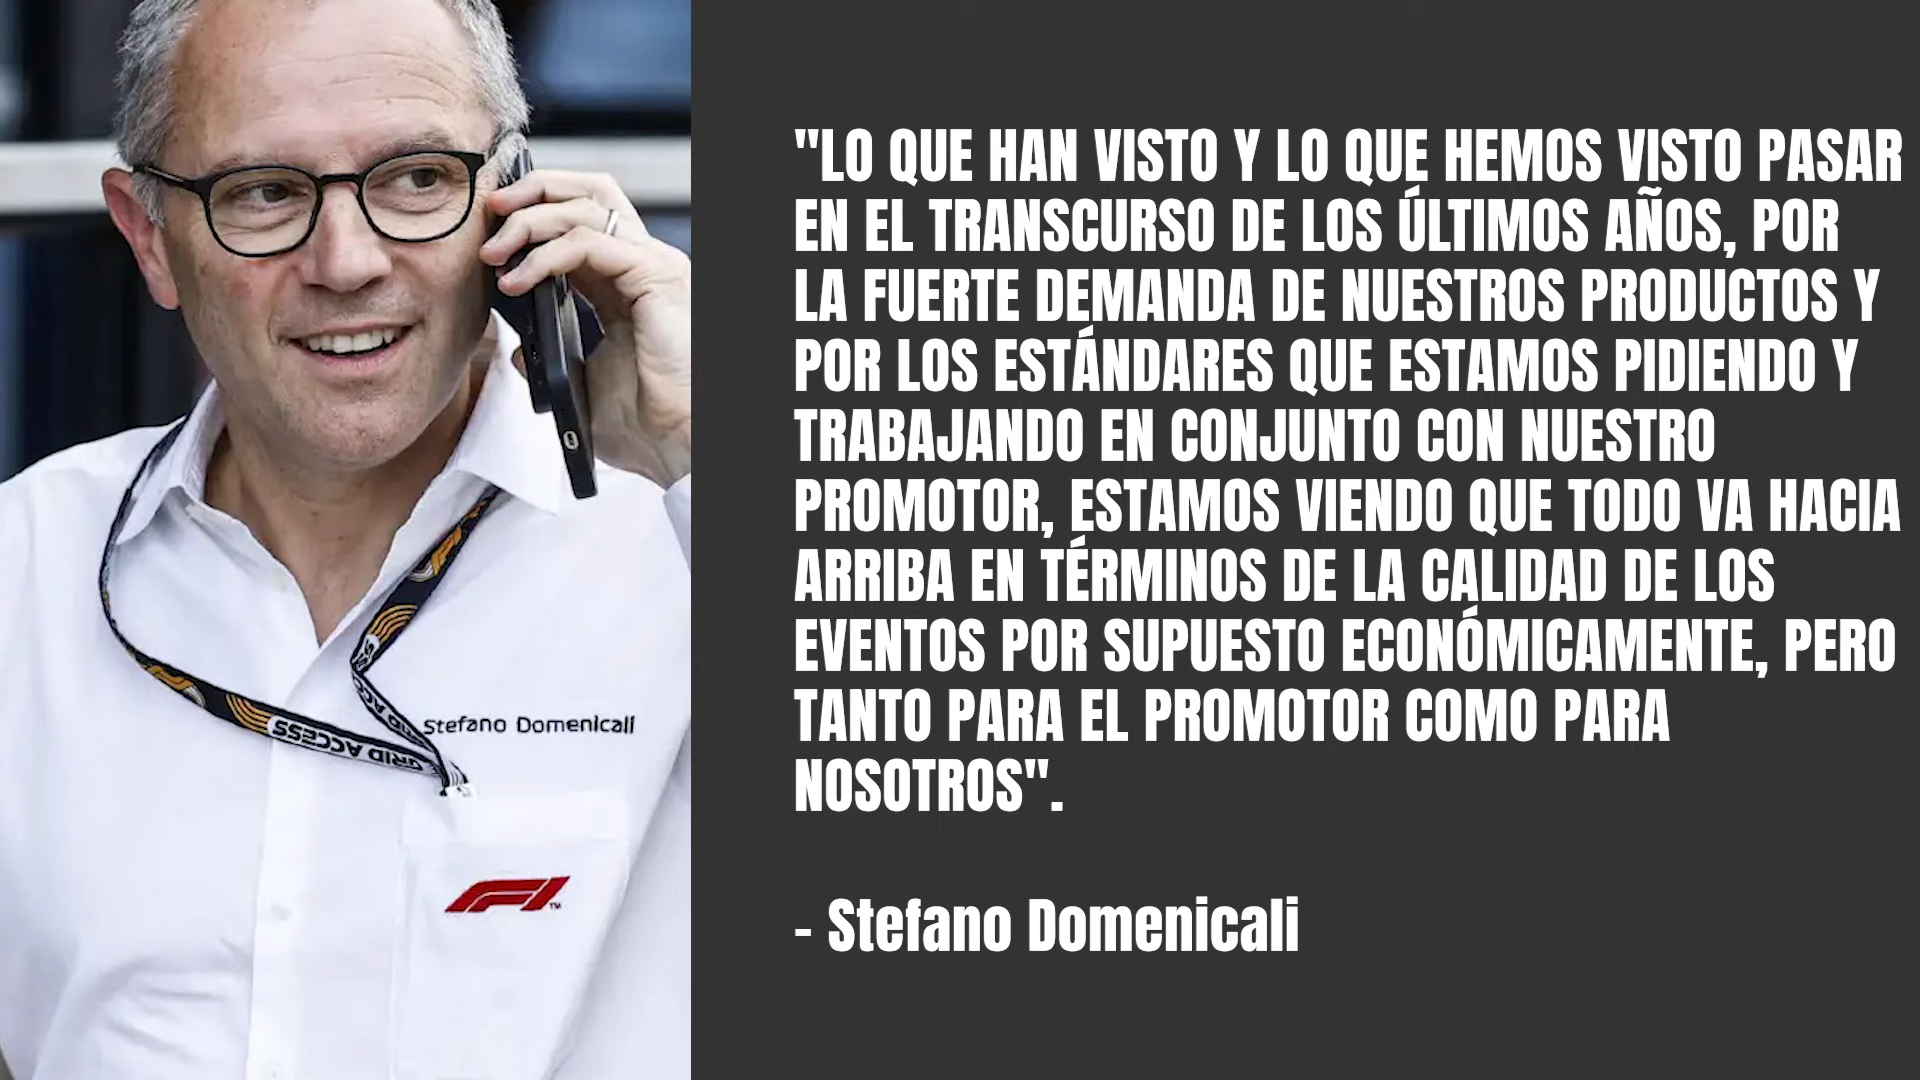 "LO QUE HAN VISTO Y LO QUE HEMOS VISTO PASAR
EN EL TRANSCURSO DE LOS ÚLTIMOS AÑOS, POR
LA FUERTE DEMANDA DE NUESTROS PRODUCTOS Y
POR LOS ESTÁNDARES QUE ESTAMOS PIDIENDO Y
TRABAJANDO EN CONJUNTO CON NUESTRO
PROMOTOR, ESTAMOS VIENDO QUE TODO VA HACIA
ARRIBA EN TÉRMINOS DE LA CALIDAD DE LOS
EVENTOS POR SUPUESTO ECONÓMICAMENTE, PERO
TANTO PARA EL PROMOTOR COMO PARA
NOSOTROS".
- Stefano Domenicali
Stefano Domenicali
GRID ACCESS
F1